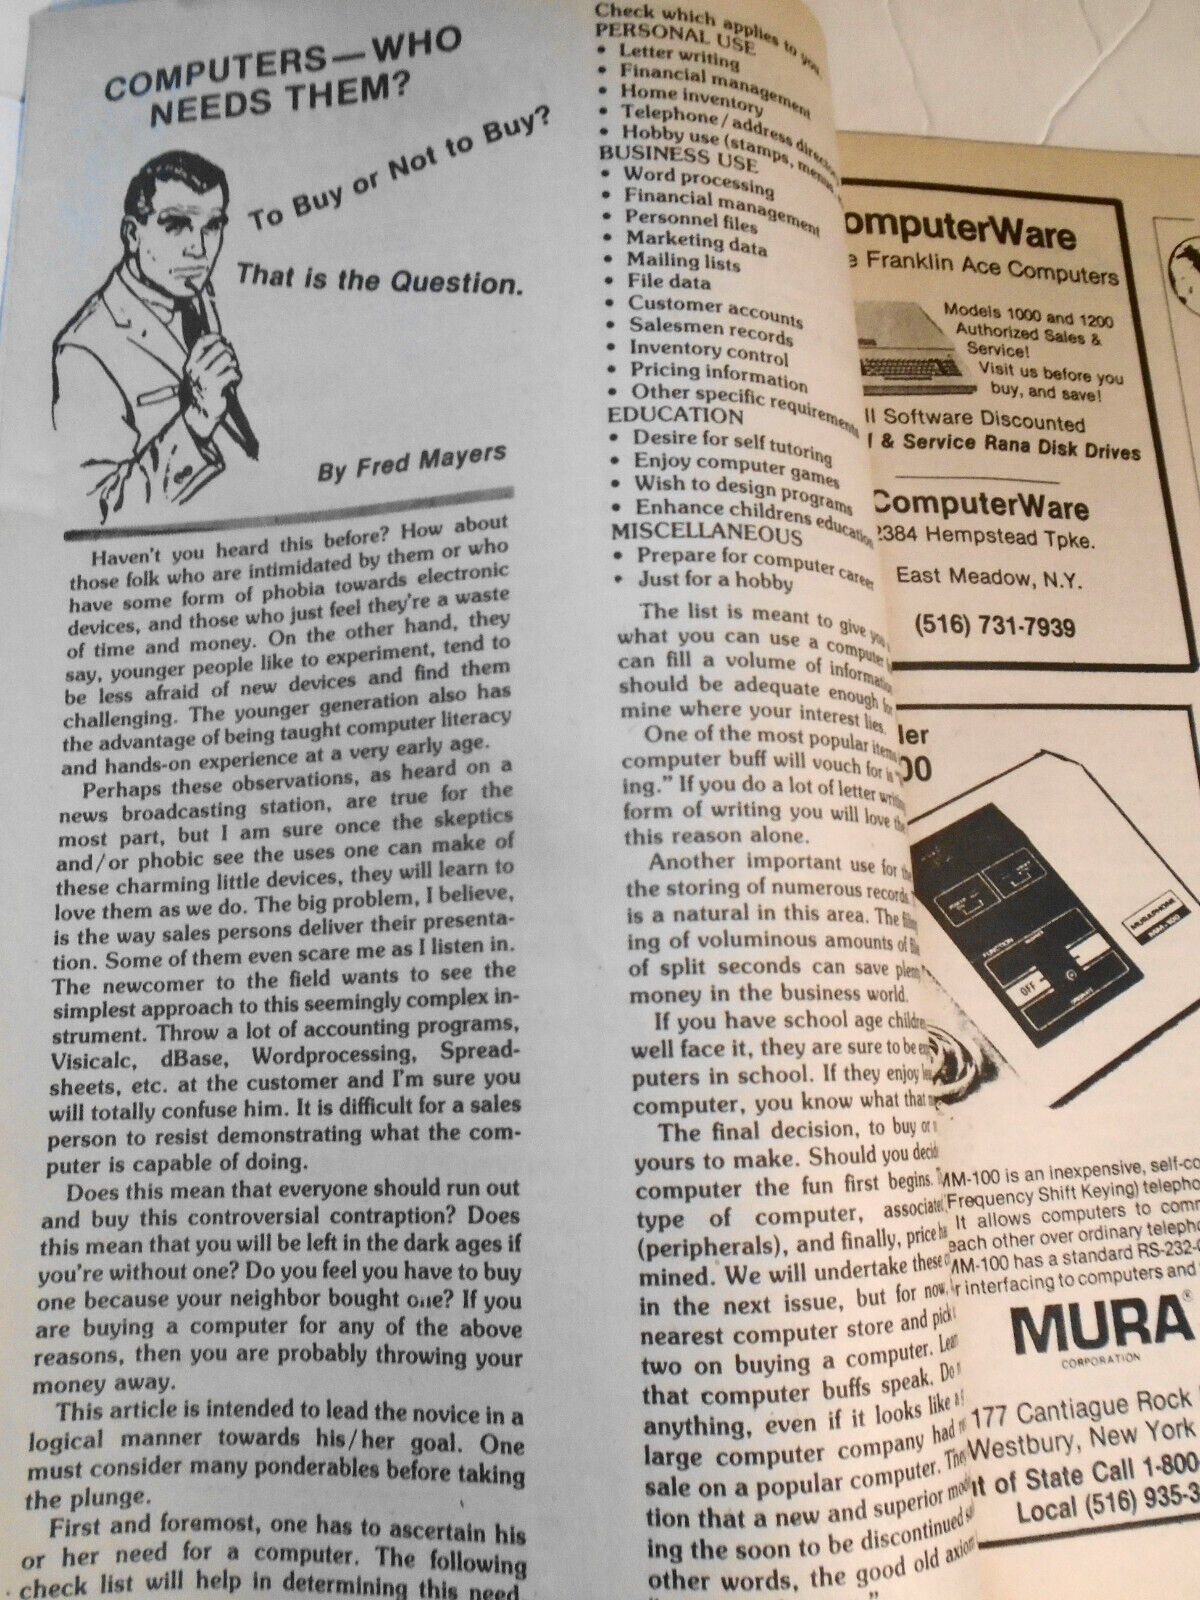 COMPUTERS—WHO
NEEDS THEM?
To Buy or Not to Buy?
That is the Question.
By Fred Mayers
Haven't you heard this before? How about
those folk who are intimidated by them or who
have some form of phobia towards electronic
devices, and those who just feel they're a waste
of time and money. On the other hand, they
say, younger people like to experiment, tend to
be less afraid of new devices and find them
challenging. The younger generation also has
the advantage of being taught computer literacy
and hands-on experience at a very early age.
Perhaps these observations, as heard on a
news broadcasting station, are true for the
most part, but I am sure once the skeptics
and/or phobic see the uses one can make of
these charming little devices, they will learn to
love them as we do. The big problem, I believe,
is the way sales persons deliver their presenta-
tion. Some of them even scare me as I listen in.
The newcomer to the field wants to see the
simplest approach to this seemingly complex in-
strument. Throw a lot of accounting programs,
Visicalc, dBase, Wordprocessing, Spread-
sheets, etc. at the customer and I'm sure you
will totally confuse him. It is difficult for a sales
person to resist demonstrating what the com-
puter is capable of doing.
Does this mean that everyone should run out
and buy this controversial contraption? Does
this mean that you will be left in the dark ages if
you're without one? Do you feel you have to buy
one because your neighbor bought one? If you
are buying a computer for any of the above
reasons, then you are probably throwing your
money away.
This article is intended to lead the novice in a
logical manner towards his/her goal. One
must consider many ponderables before taking
the plunge.
First and foremost, one has to ascertain his
or her need for a computer. The following
check list will help in determining this need.
Check which applies to you
PERSONAL USE
• Letter writing
• Financial management
• Home inventory
• Telephone/address
• Hobby use (stamps,
BUSINESS USE
• Word processing
• Financial management
• Personnel files
• Marketing data
• Mailing lists
• File data
• Customer accounts
• Salesmen records
• Inventory control
• Pricing information
• Other specific requirements
EDUCATION
• Desire for self tutoring
• Enjoy computer games
• Wish to design programs
• Enhance childrens education
MISCELLANEOUS
• Prepare for computer career
• Just for a hobby
The list is meant to give you
what you can use a computer
can fill a volume of information
should be adequate enough for
mine where your interest lies.
One of the most popular items
computer buff will vouch for is
ing." If you do a lot of letter
form of writing you will love
this reason alone.
Another important use for
the storing of numerous records.
is a natural in this area. The
ing of voluminous amounts of
of split seconds can save
money in the business world.
If you have school age
well face it, they are sure to be
puters in school. If they enjoy
computer, you know what that
The final decision, to buy or
yours to make. Should you
computer the fun first begins.
type of computer,
(peripherals), and finally, price
mined. We will undertake these
in the next issue, but for now,
nearest computer store and pick
two on buying a computer.
that computer buffs speak. Do
anything, even if it looks like a
large computer company had
sale on a popular computer.
tion that a new and superior
ing the soon to be discontinued
other words, the good old axiom
omputerWare
Franklin Ace Computers
Models 1000 and 1200
Authorized Sales &
Service!
Visit us before you
buy, and save!
ll Software Discounted
& Service Rana Disk Drives
ComputerWare
2384 Hempstead Tpke.
East Meadow, N.Y.
(516) 731-7939
ler
00
FUNCTION
OFF
MURAPHONE
MM-100
MM-100 is an inexpensive,
(Frequency Shift Keying)
It allows computers to
each other over ordinary
MM-100 has a standard RS-232-
r interfacing to computers and
MURA®
CORPORATION
177 Cantiague Rock
Westbury, New York
t of State Call 1-800-
Local (516) 935-3